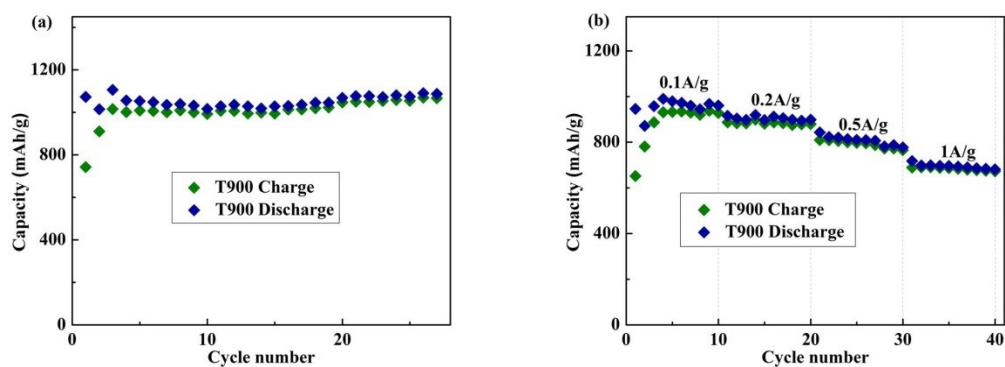 (a)
1200
800
400
0
Capacity (mAh/g)
T900 Charge
T900 Discharge
0
10
20
Cycle number
(b)
1200
800
400
0
Capacity (mAh/g)
0.1A/g
0.2A/g
0.5A/g
1A/g
T900 Charge
T900 Discharge
0
10
20
30
40
Cycle number